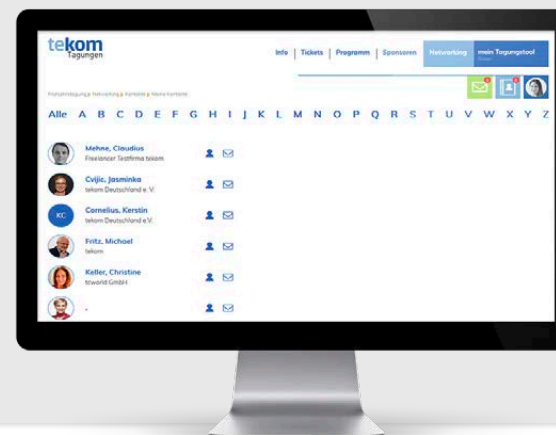 tekom
Tagungen
Info | Tickets | Programm | Sponsoren
Networking
mein Tagungstool
Alle A B C D E F G H I J K L M N O P Q R S T U V W X Y Z
Mehne, Claudius
Freelancer Testfirma tekom
Cvijic, Jasminka
tekom Deutschland e. V.
KC
Cornelius, Kerstin
tekom Deutschland e.V.
Fritz, Michael
tekom
Keller, Christine
tcworld GmbH
.